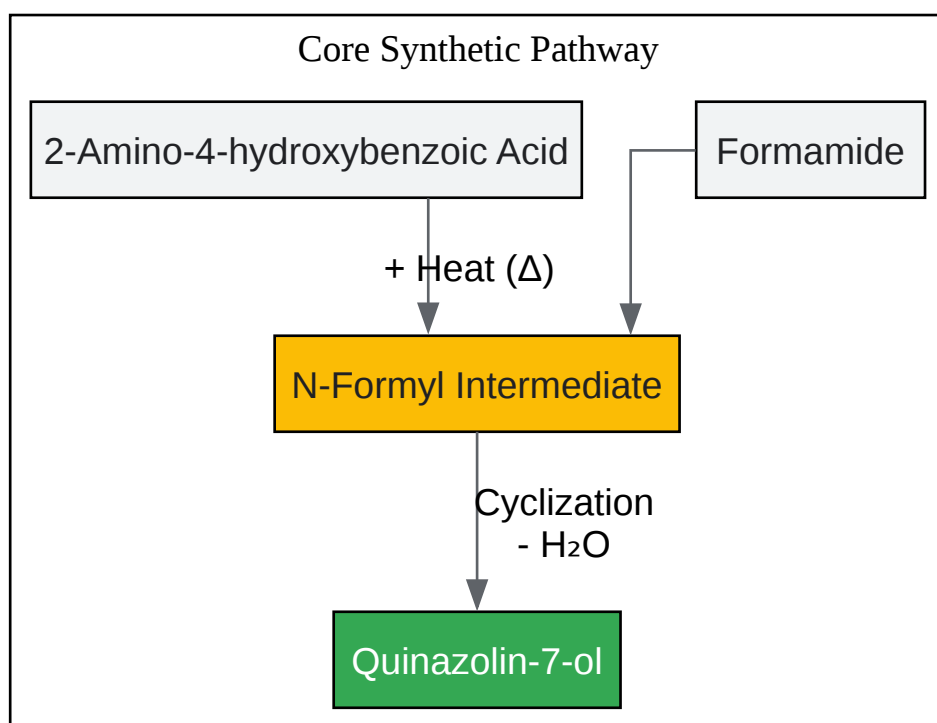 Core Synthetic Pathway
2-Amino-4-hydroxybenzoic Acid
Formamide
+ Heat (Δ)
N-Formyl Intermediate
Cyclization
- H₂O
Quinazolin-7-ol